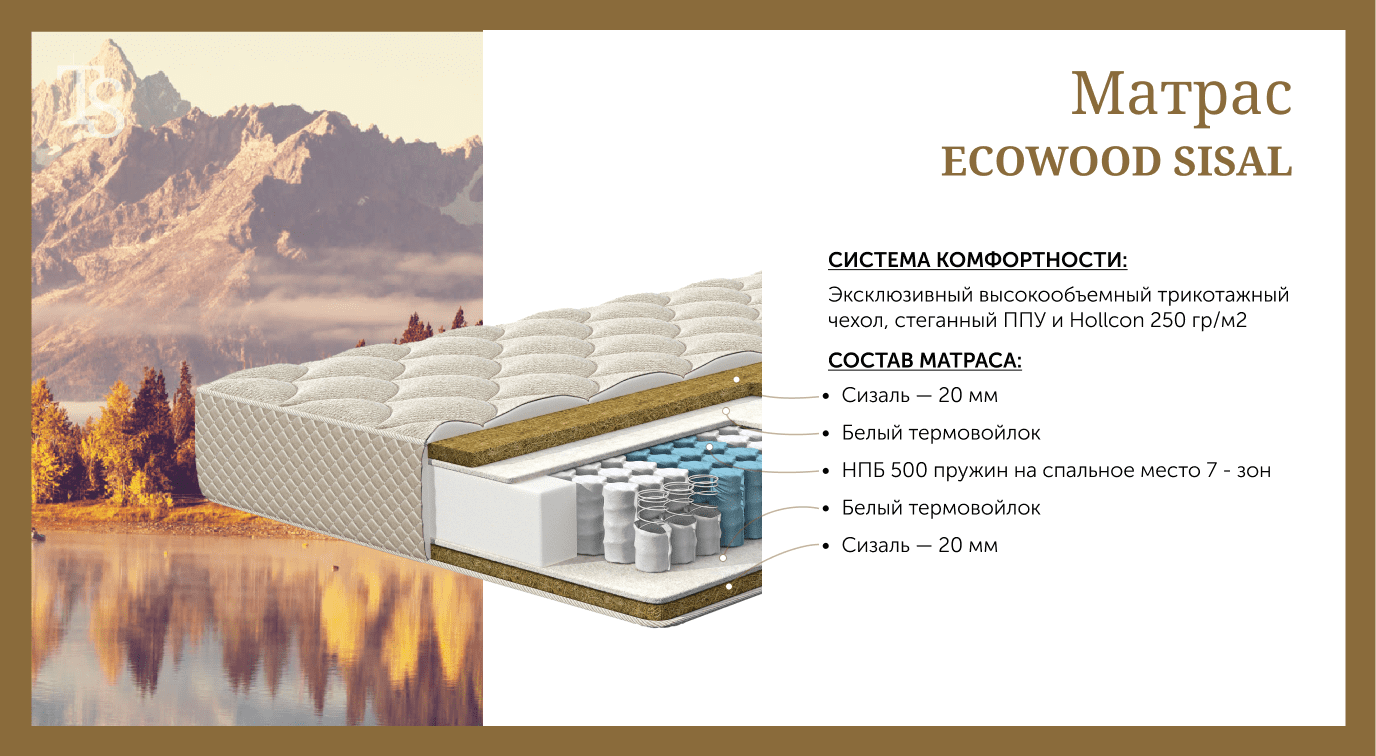 TS
Матрас
ECOWOOD SISAL
СИСТЕМА КОМФОРТНОСТИ:
Эксклюзивный высокообъемный трикотажный
чехол, стеганный ППУ и Hollcon 250 гр/м2
СОСТАВ МАТРАСА:
• Сизаль — 20 мм
• Белый термовойлок
• НПБ 500 пружин на спальное место 7 - зон
• Белый термовойлок
• Сизаль — 20 мм